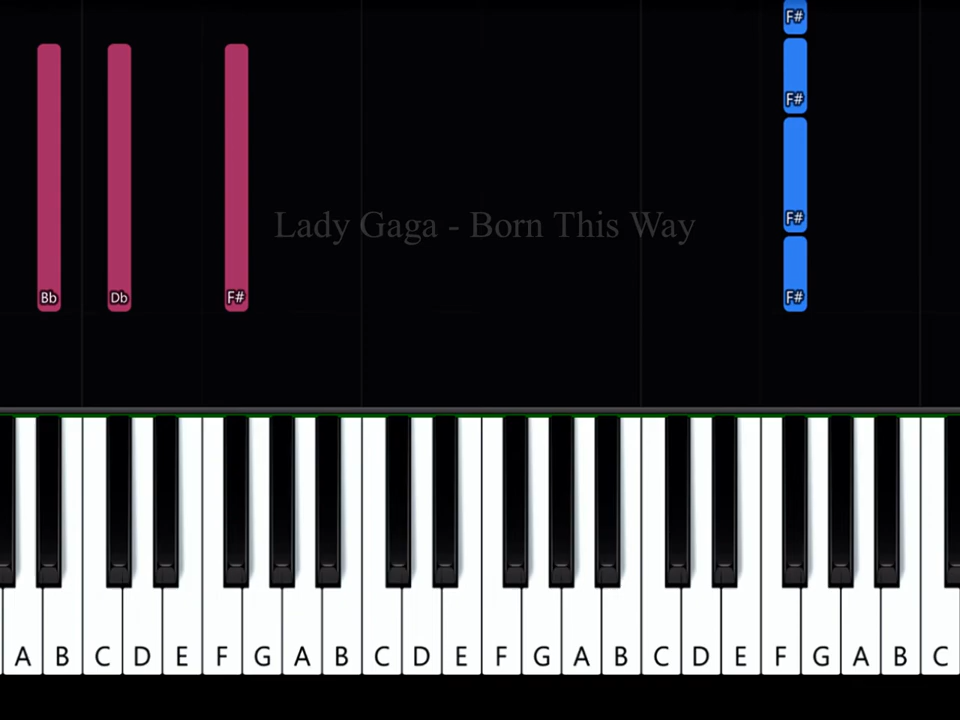 F#
F#
Lady Gaga - Born This Way
F#
Bb Db F# F#
A B C D E F G A B C D E F G A B C D E F G A B C